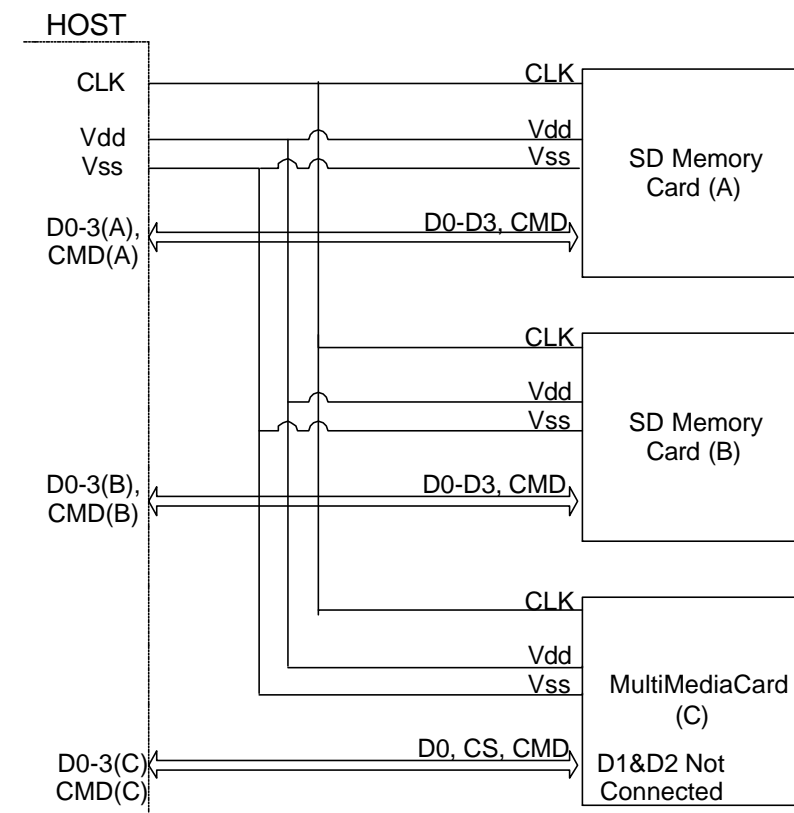 HOST
CLK
CLK
Vdd
Vdd
Vss
Vss
SD Memory
Card (A)
D0-3(A),
CMD(A)
D0-D3, CMD
CLK
Vdd
Vss
SD Memory
Card (B)
D0-3(B),
CMD(B)
D0-D3, CMD
CLK
Vdd
Vss
MultiMediaCard
(C)
D0-3(C)
CMD(C)
D0, CS, CMD
D1&D2 Not
Connected